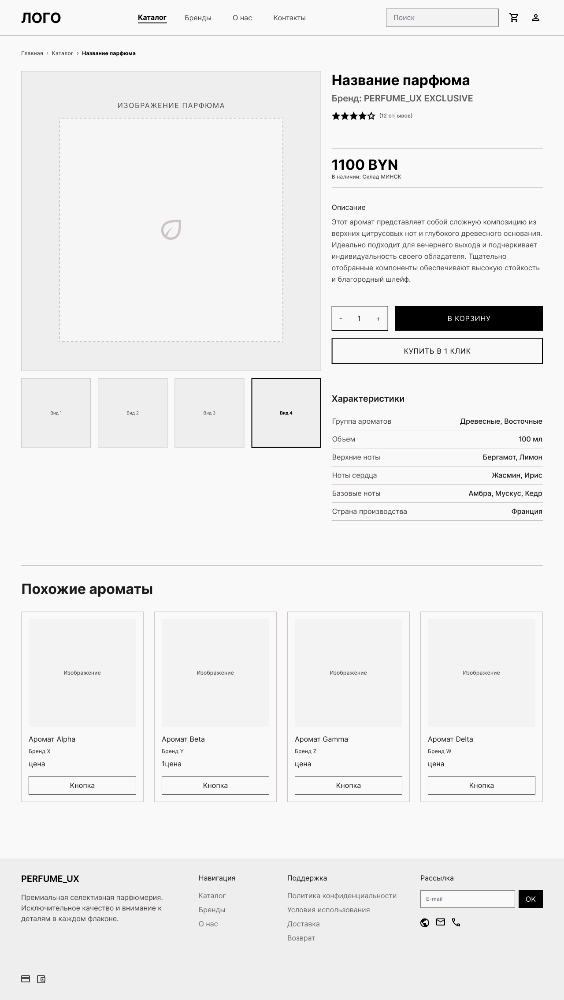 ЛОГО
Каталог
Бренды
О нас
Контакты
Поиск
Главная › Каталог › Название парфюма
ИЗОБРАЖЕНИЕ ПАРФЮМА
Вид 1
Вид 2
Вид 3
Вид 4
Название парфюма
Бренд: PERFUME_UX EXCLUSIVE
(12 отј ывов)
1100 BYN
В наличии: Склад МИНСК
Описание
Этот аромат представляет собой сложную композицию из
верхних цитрусовых нот и глубокого древесного основания.
Идеально подходит для вечернего выхода и подчеркивает
индивидуальность своего обладателя. Тщательно
отобранные компоненты обеспечивают высокую стойкость
и благородный шлейф.
- 1 +
В КОРЗИНУ
КУПИТЬ В 1 КЛИК
Характеристики
Группа ароматов Древесные, Восточные
Объем 100 мл
Верхние ноты Бергамот, Лимон
Ноты сердца Жасмин, Ирис
Базовые ноты Амбра, Мускус, Кедр
Страна производства Франция
Похожие ароматы
Изображение
Аромат Alpha
Бренд X
цена
Кнопка
Изображение
Аромат Beta
Бренд Y
1цена
Кнопка
Изображение
Аромат Gamma
Бренд Z
цена
Кнопка
Изображение
Аромат Delta
Бренд W
цена
Кнопка
PERFUME_UX
Премиальная селективная парфюмерия.
Исключительное качество и внимание к
деталям в каждом флаконе.
Навигация
Каталог
Бренды
О нас
Поддержка
Политика конфиденциальности
Условия использования
Доставка
Возврат
Рассылка
E-mail
OK